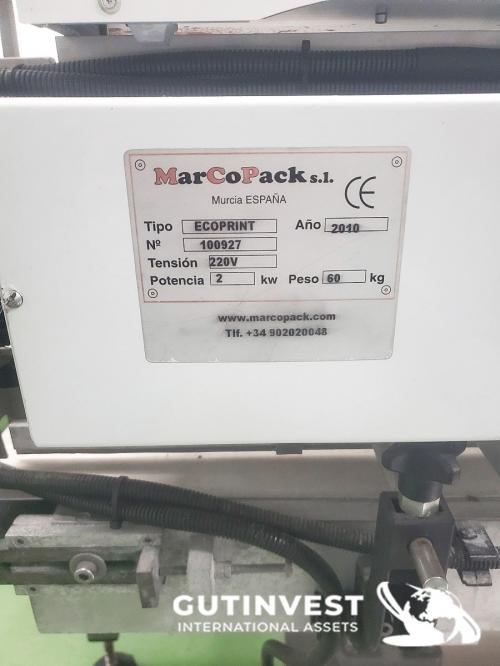 MarCoPack s.l.
Murcia ESPAÑA
CE
Tipo ECOPRINT Año 2010
Nº 100927
Tensión 220V
Potencia 2 kw Peso 60 kg
www.marcopack.com
Tlf. +34 902020048
GUTINVEST
INTERNATIONAL ASSETS